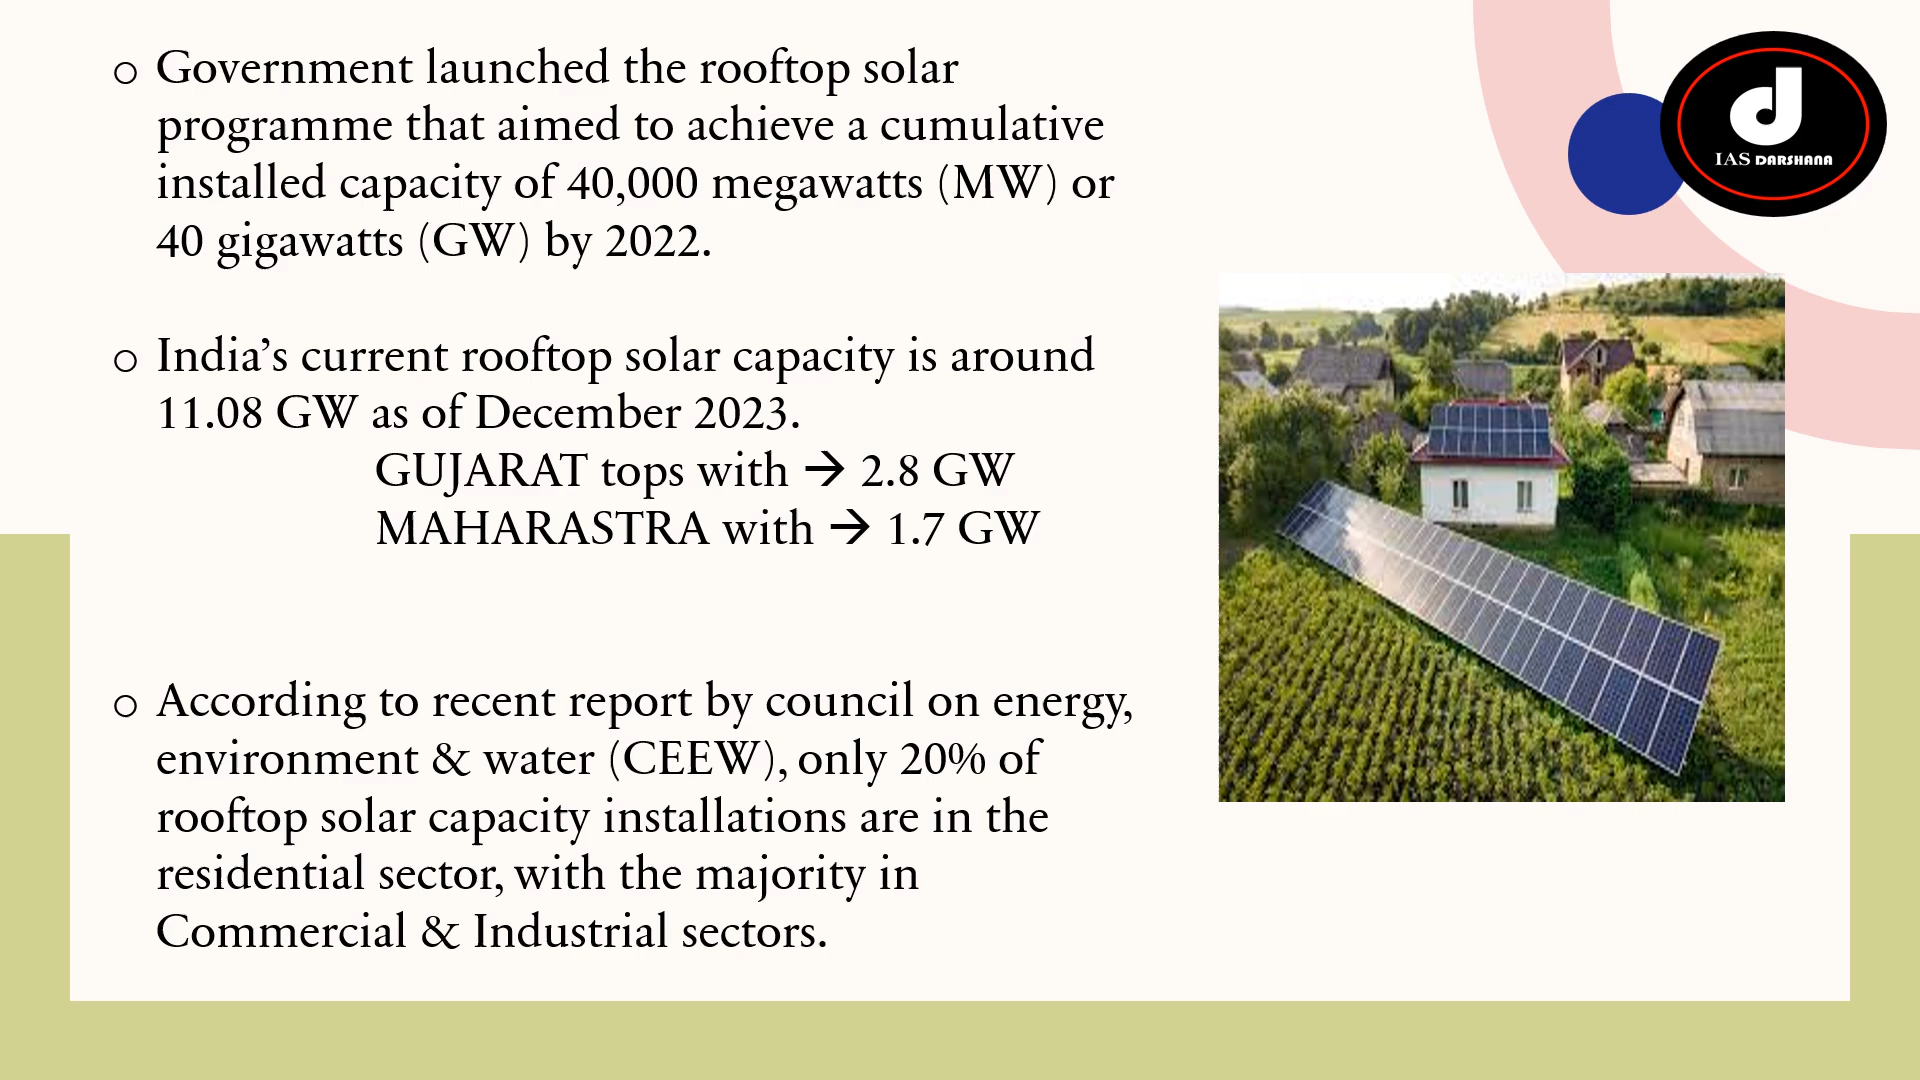 o Government launched the rooftop solar
programme that aimed to achieve a cumulative
installed capacity of 40,000 megawatts (MW) or
40 gigawatts (GW) by 2022.
o India’s current rooftop solar capacity is around
11.08 GW as of December 2023.
GUJARAT tops with → 2.8 GW
MAHARASTRA with → 1.7 GW
o According to recent report by council on energy,
environment & water (CEEW), only 20% of
rooftop solar capacity installations are in the
residential sector, with the majority in
Commercial & Industrial sectors.
d
IAS DARSHANA